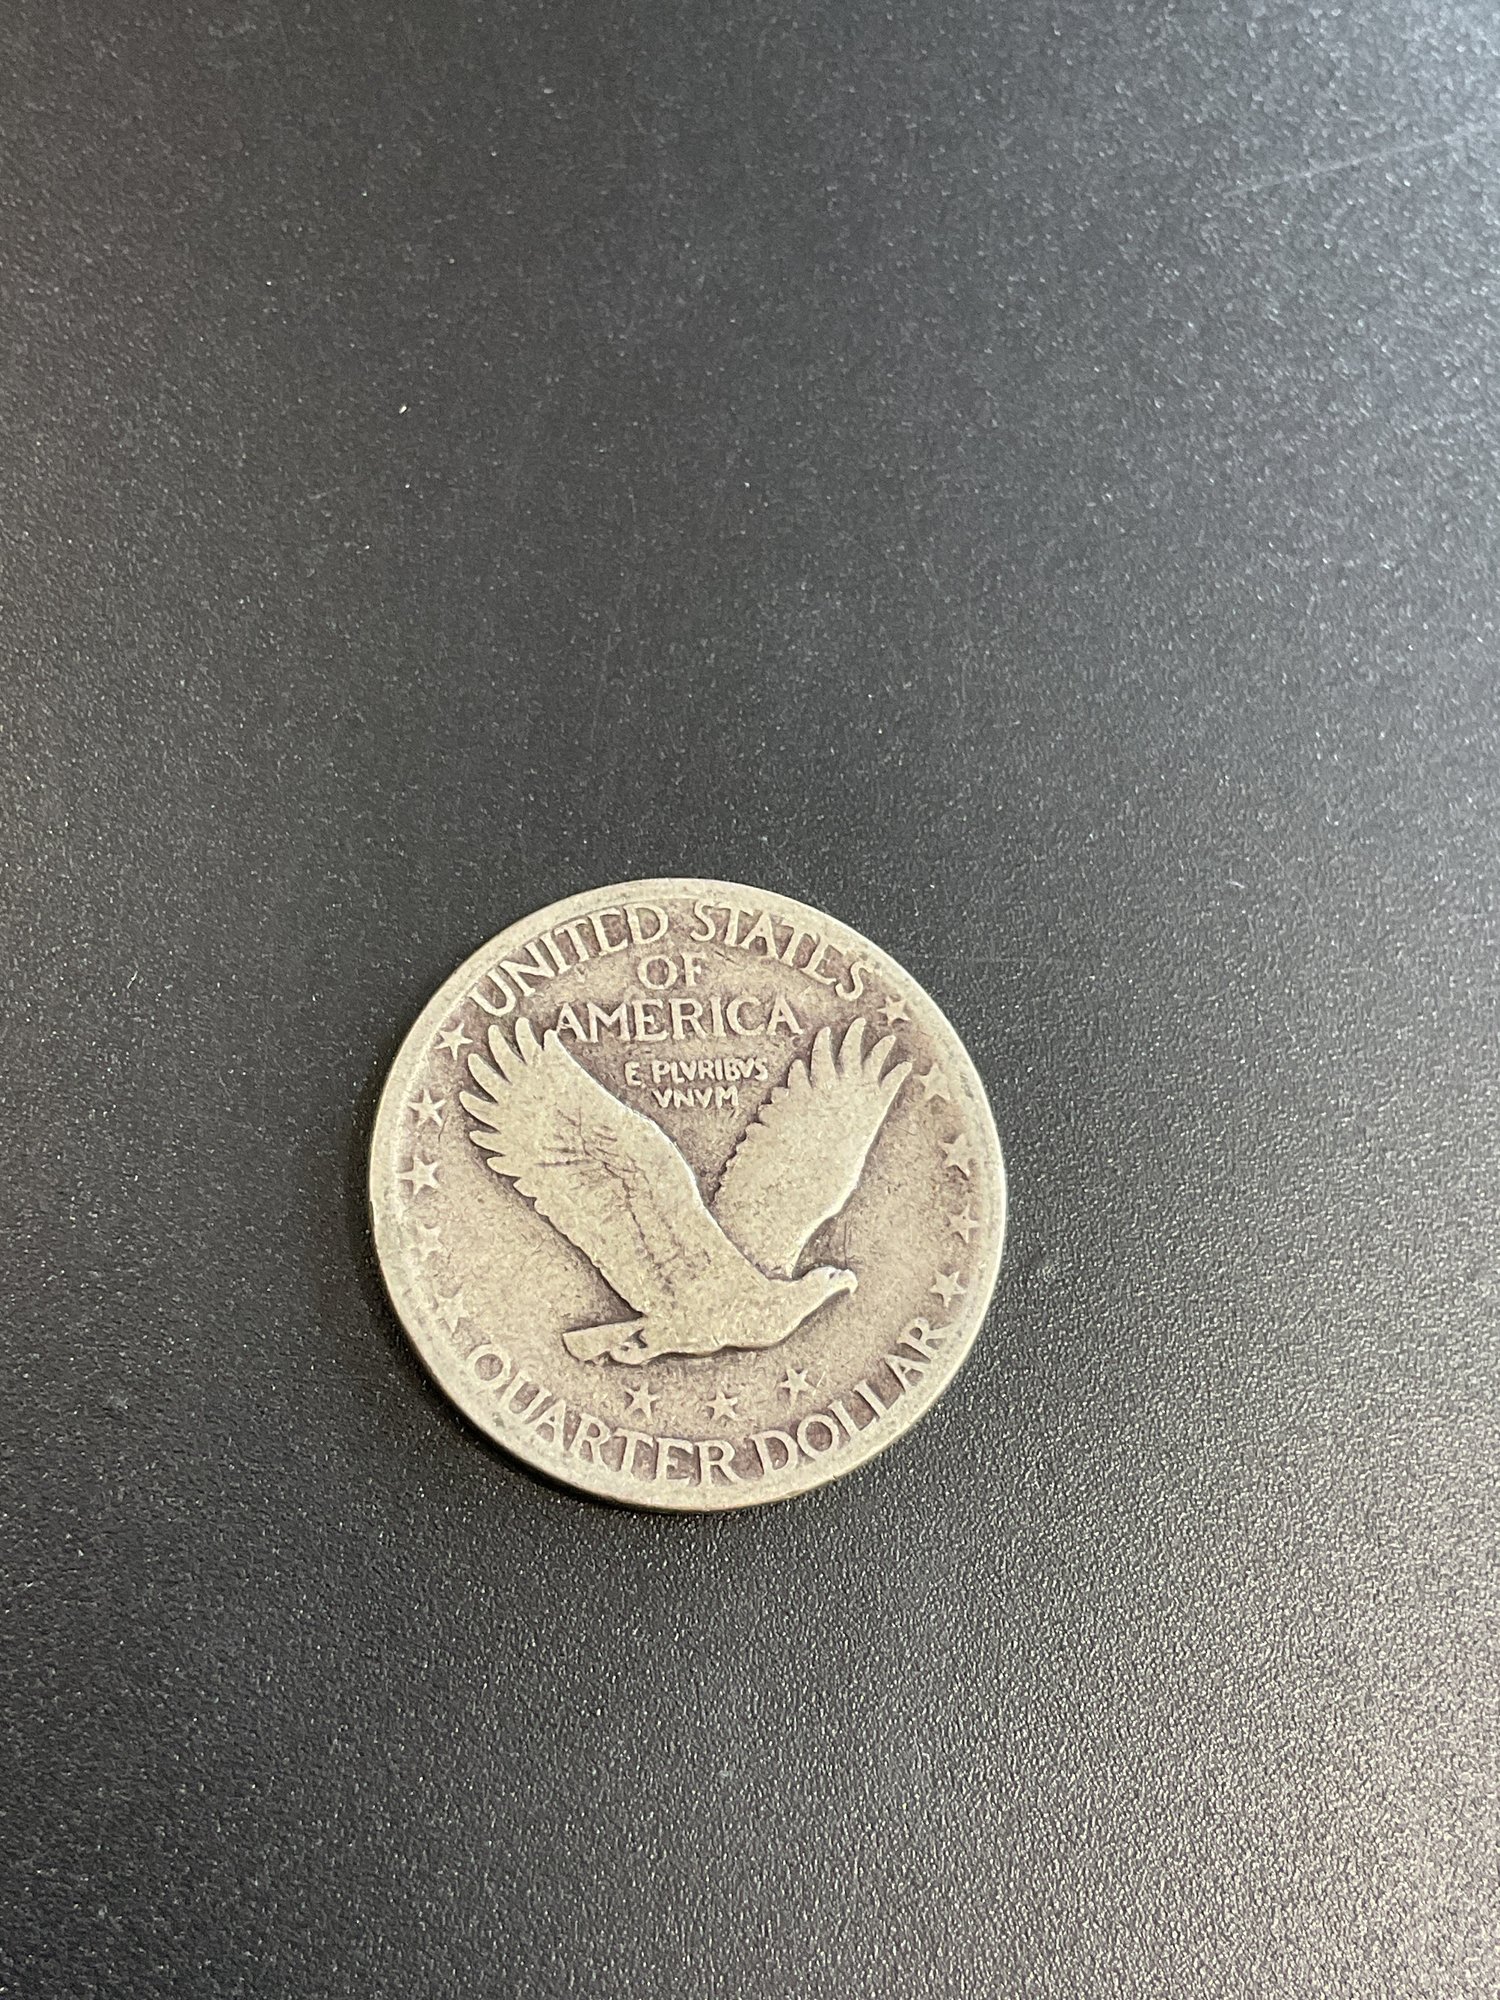 UNITED STATES
OF
AMERICA
E PLVRIBVS
VNVM
QUARTER DOLLAR